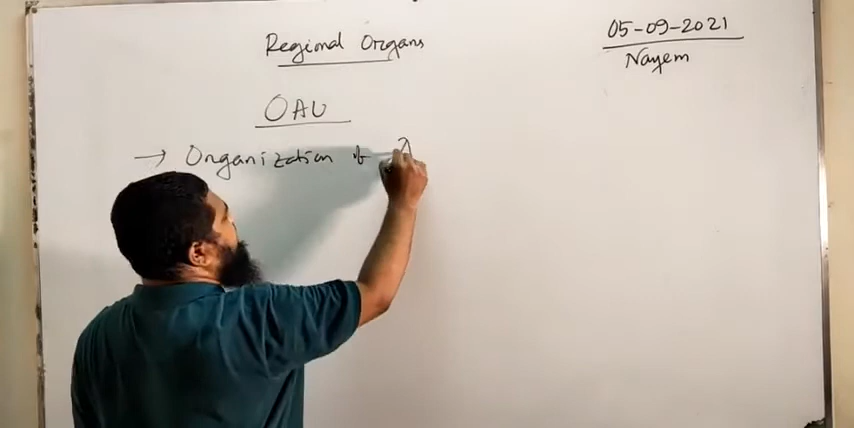 Regional Organs
05-09-2021
Nayem
OAU
→ Organization of A